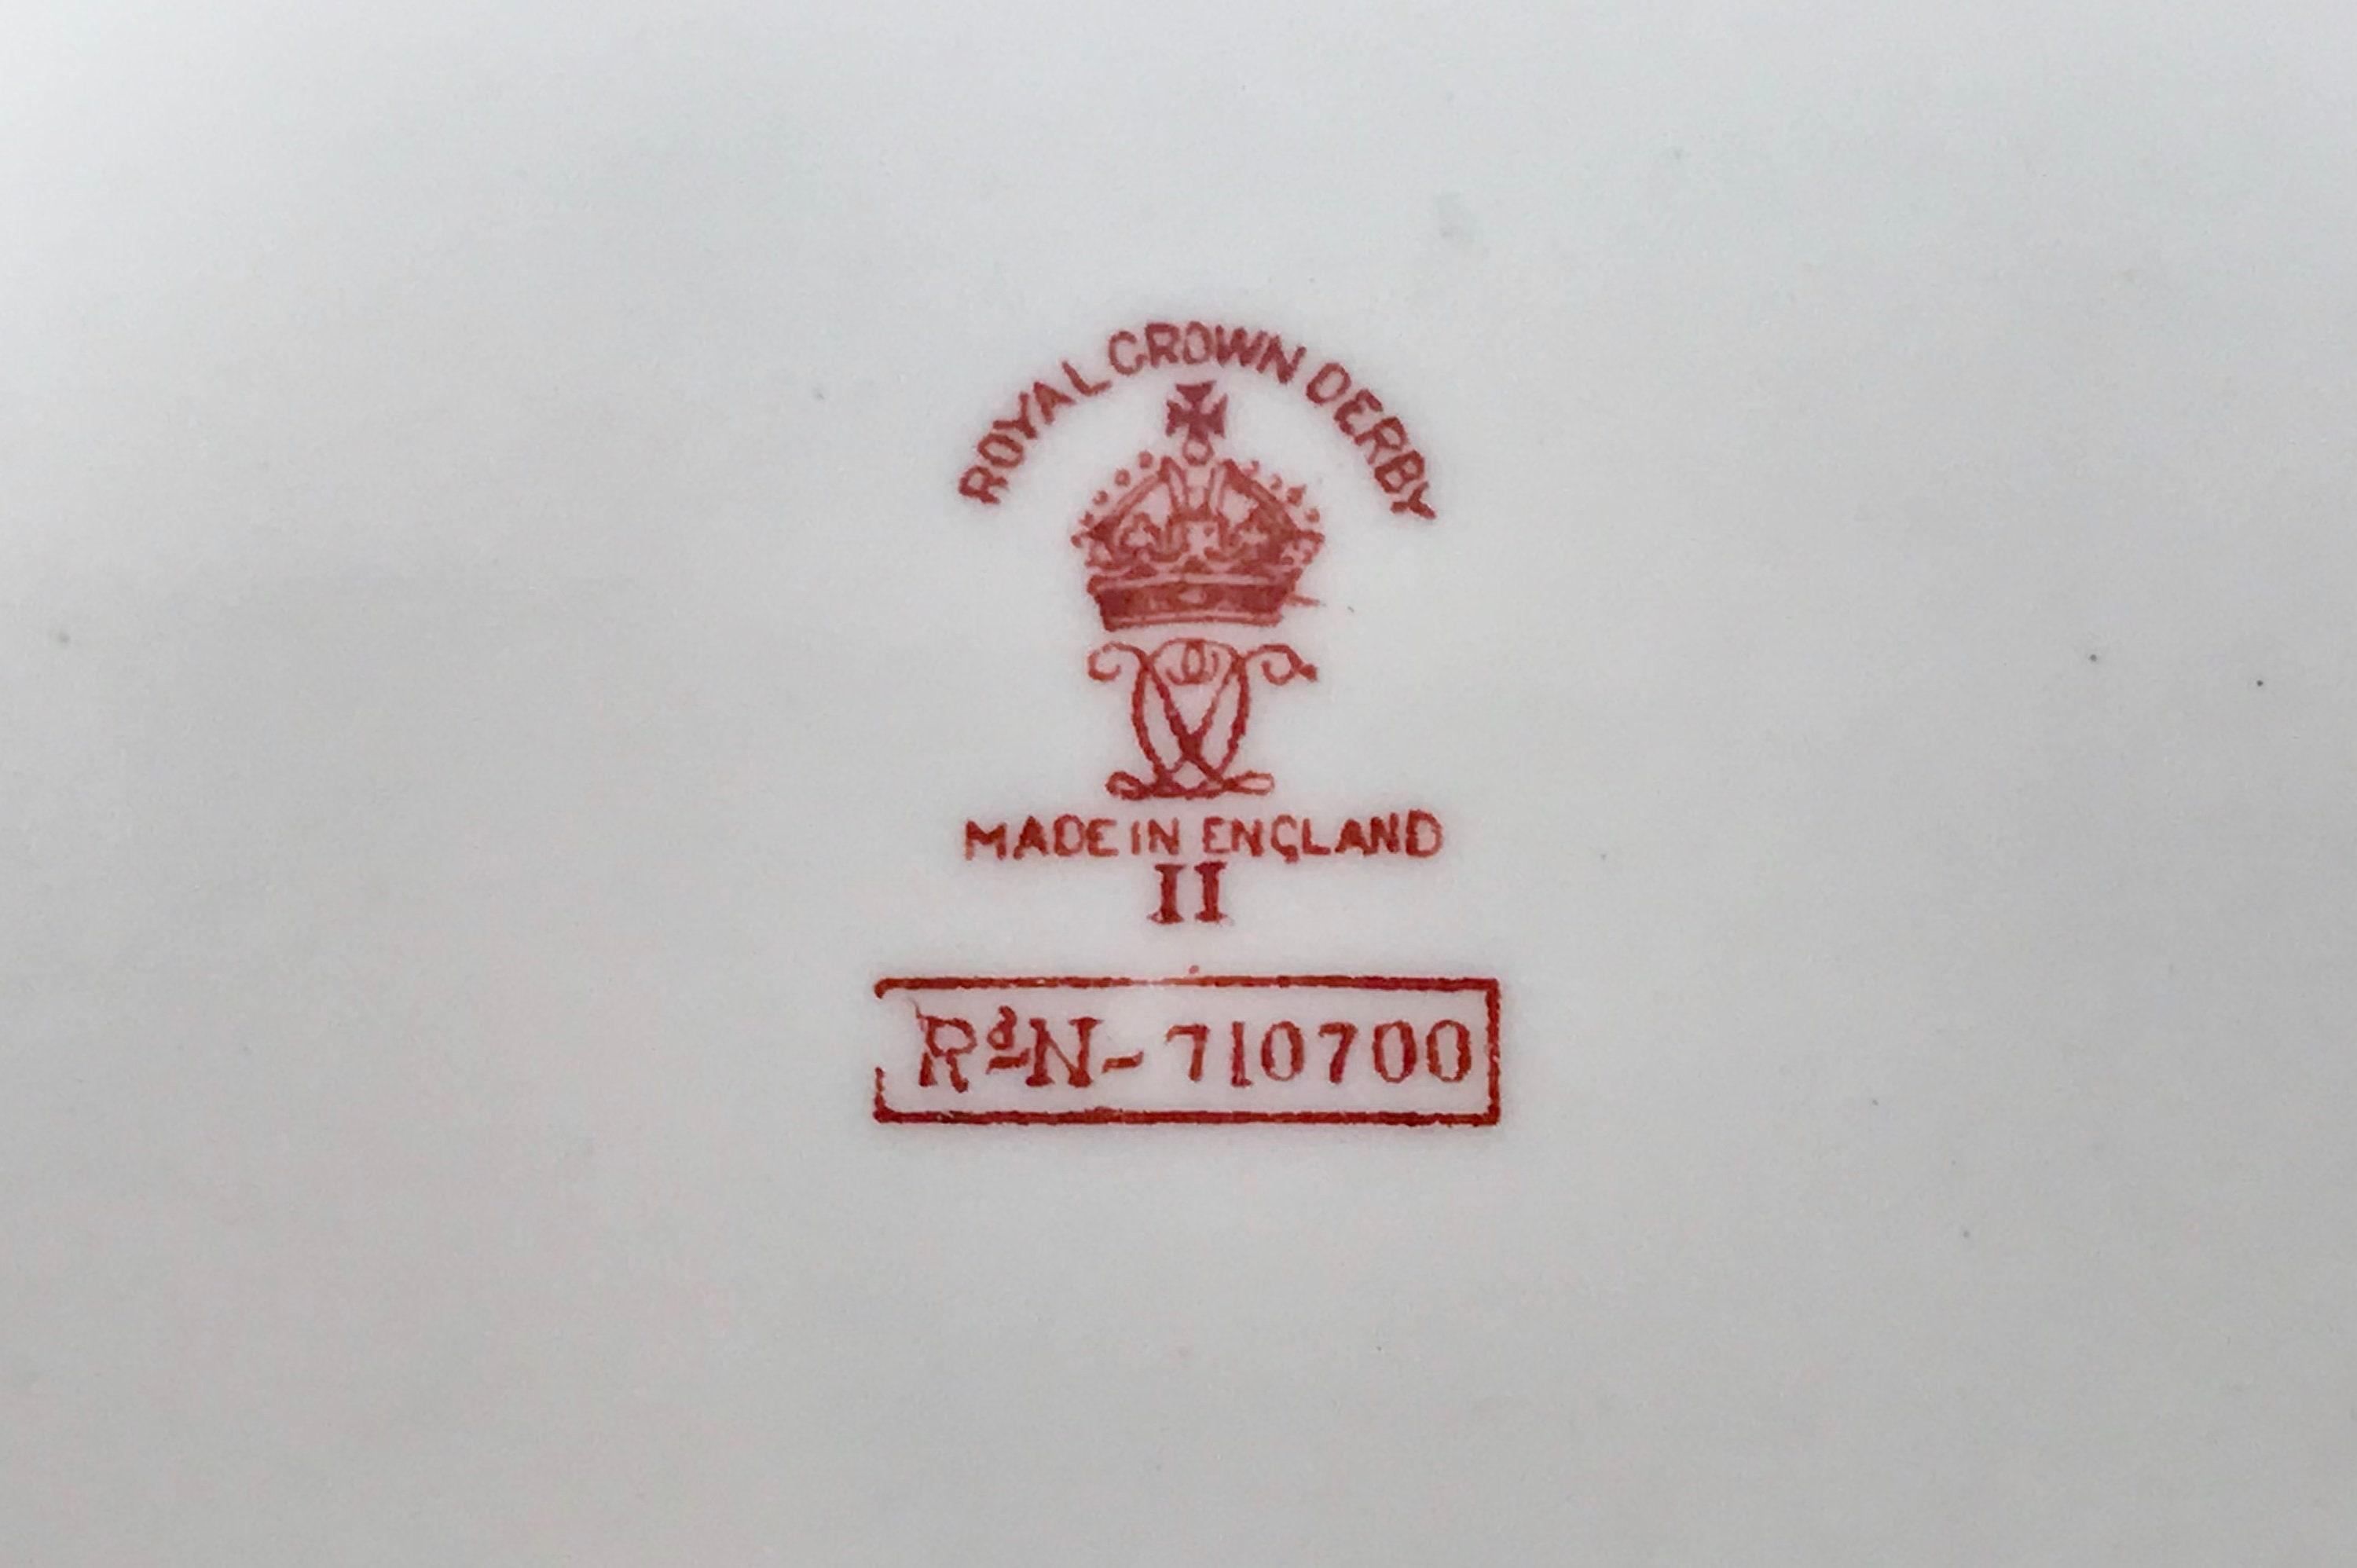 ROYAL CROWN DERBY
MADE IN ENGLAND
II
Rd N- 710700